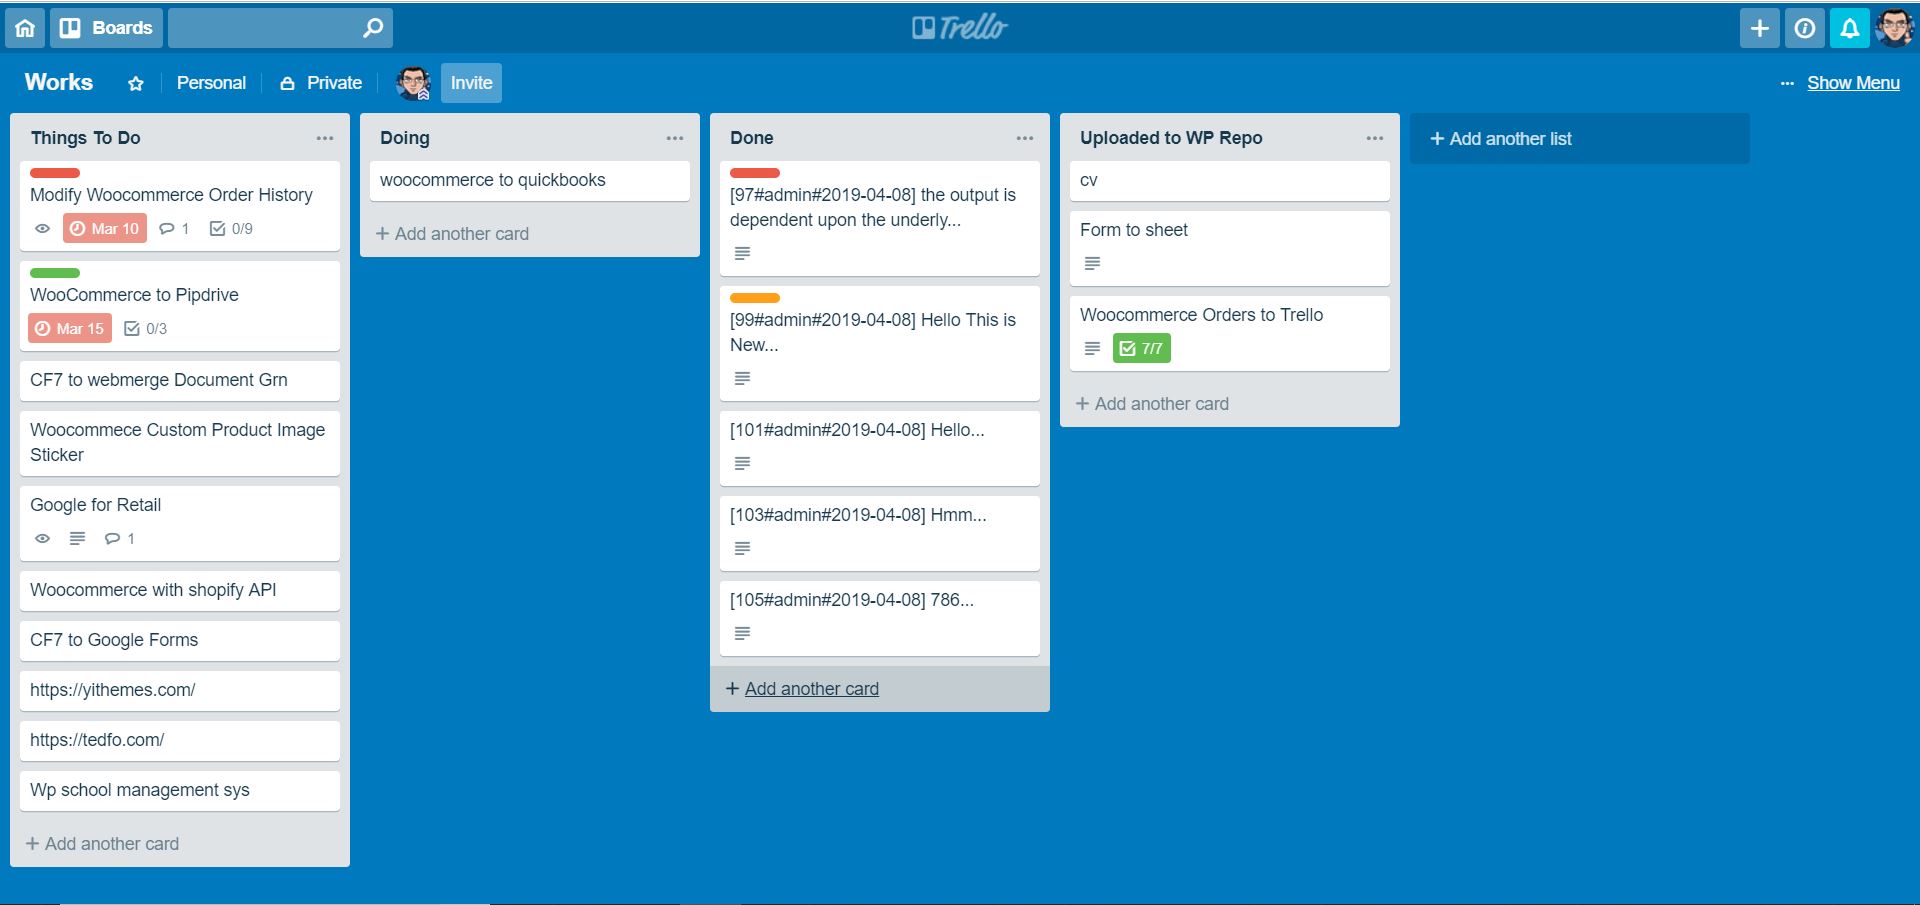 Boards
Trello
Works
Personal
Private
Invite
... Show Menu
Things To Do
Modify Woocommerce Order History
Mar 10 1 0/9
WooCommerce to Pipdrive
Mar 15 0/3
CF7 to webmerge Document Grn
Woocommece Custom Product Image
Sticker
Google for Retail
1
Woocommerce with shopify API
CF7 to Google Forms
https://yithemes.com/
https://tedfo.com/
Wp school management sys
+ Add another card
Doing
woocommerce to quickbooks
+ Add another card
Done
[97#admin#2019-04-08] the output is
dependent upon the underly...
[99#admin#2019-04-08] Hello This is
New...
[101#admin#2019-04-08] Hello...
[103#admin#2019-04-08] Hmm...
[105#admin#2019-04-08] 786...
+ Add another card
Uploaded to WP Repo
cv
Form to sheet
Woocommerce Orders to Trello
7/7
+ Add another card
+ Add another list